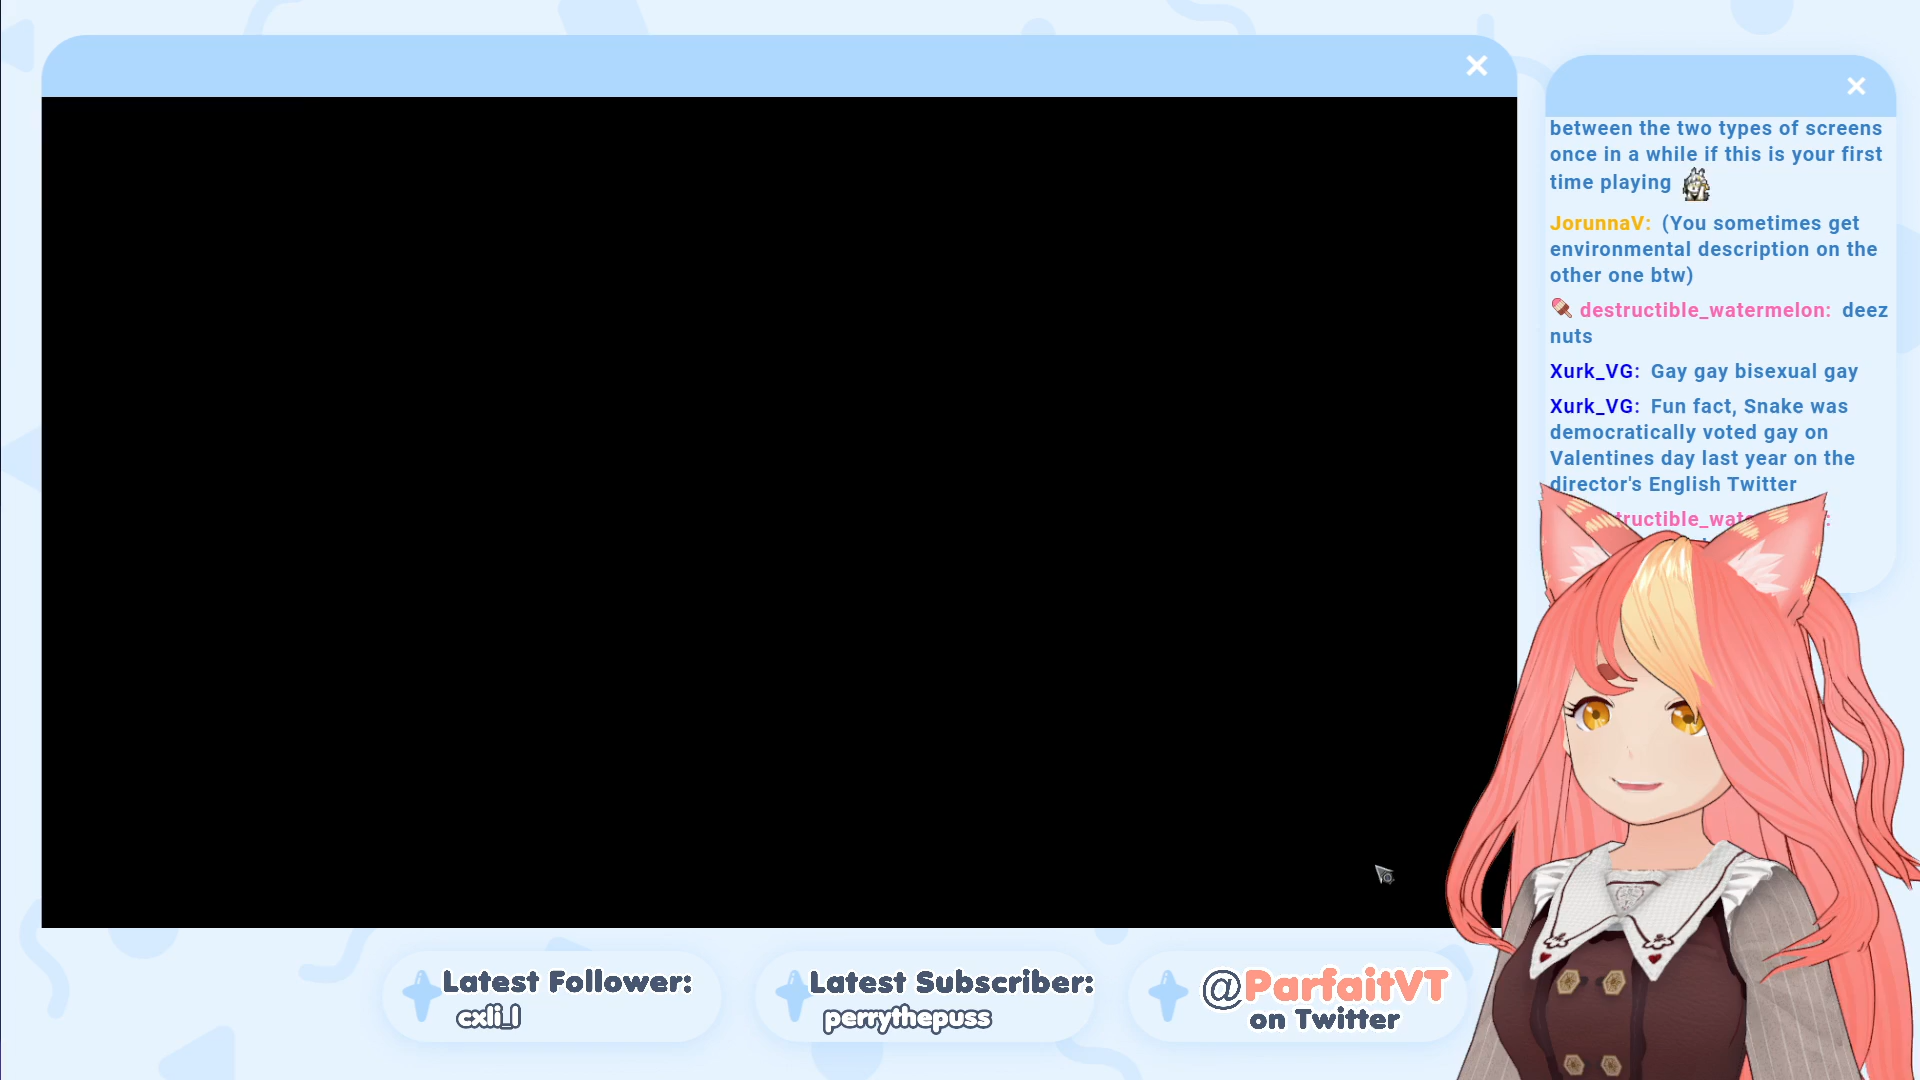 between the two types of screens
once in a while if this is your first
time playing
JorunnaV: (You sometimes get
environmental description on the
other one btw)
destructible_watermelon: deez
nuts
Xurk_VG: Gay gay bisexual gay
Xurk_VG: Fun fact, Snake was
democratically voted gay on
Valentines day last year on the
director's English Twitter
Latest Follower:
cxli_l
Latest Subscriber:
perrythepuss
@ParfaitVT
on Twitter